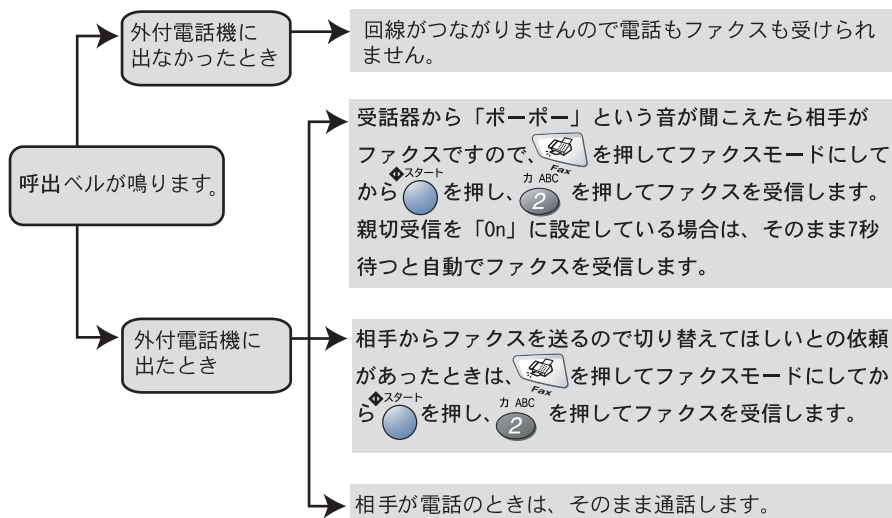 外付電話機に
出なかったとき
回線がつながりませんので電話もファクスも受けられ
ません。
呼出ベルが鳴ります。
受話器から「ポーポー」という音が聞こえたら相手が
ファクスですので、 Fax を押してファクスモードにして
から スタート を押し、 カ ABC 2 を押してファクスを受信します。
親切受信を「On」に設定している場合は、そのまま7秒
待つと自動でファクスを受信します。
外付電話機に
出たとき
相手からファクスを送るので切り替えてほしいとの依頼
があったときは、 Fax を押してファクスモードにしてか
ら スタート を押し、 カ ABC 2 を押してファクスを受信します。
相手が電話のときは、そのまま通話します。